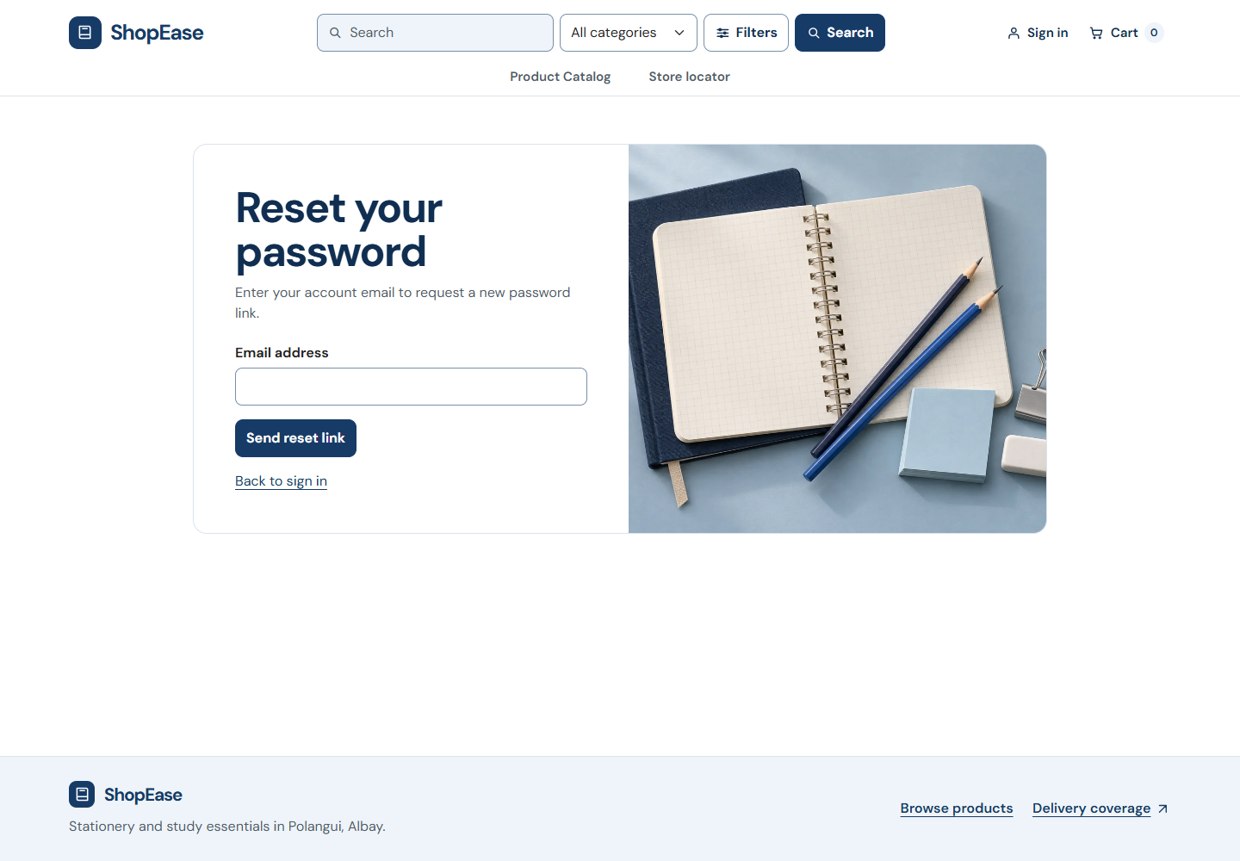 ShopEase
Search
All categories
Filters
Search
Sign in
Cart
0
Product Catalog
Store locator
Reset your
password
Enter your account email to request a new password
link.
Email address
Send reset link
Back to sign in
ShopEase
Stationery and study essentials in Polangui, Albay.
Browse products
Delivery coverage